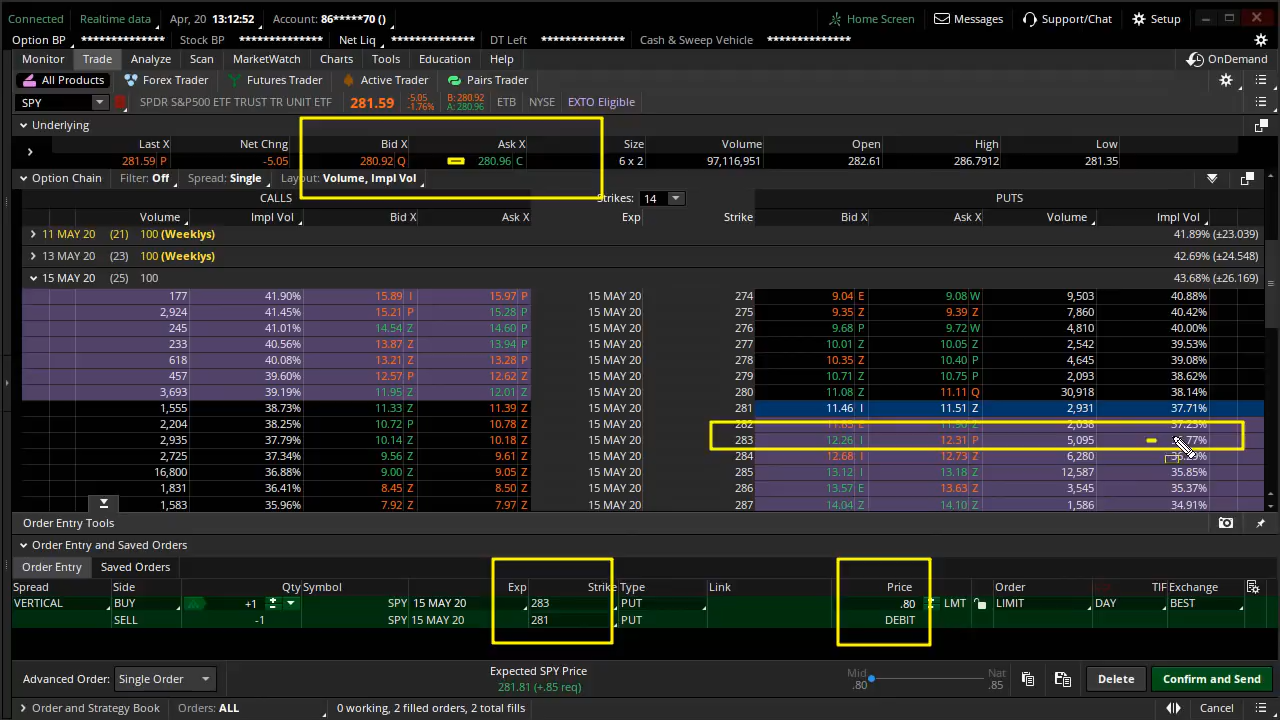 Connected Realtime data Apr, 20 13:12:52 Account: 86*****70 () Home Screen Messages Support/Chat Setup
Option BP ************** Stock BP ************** Net Liq ************** DT Left ************** Cash & Sweep Vehicle **************
Monitor Trade Analyze Scan MarketWatch Charts Tools Education Help OnDemand
All Products Forex Trader Futures Trader Active Trader Pairs Trader
SPY SPDR S&P500 ETF TRUST TR UNIT ETF 281.59 -5.05 -1.76% B: 280.92 A: 280.96 ETB NYSE EXTO Eligible
Underlying
Last X Net Chng Bid X Ask X Size Volume Open High Low
281.59 P -5.05 280.92 Q 280.96 C 6 x 2 97,116,951 282.61 286.7912 281.35
Option Chain Filter: Off Spread: Single Layout: Volume, Impl Vol
CALLS Strikes: 14 PUTS
Volume Impl Vol Bid X Ask X Exp Strike Bid X Ask X Volume Impl Vol
11 MAY 20 (21) 100 (Weeklys) 41.89% (±23.039)
13 MAY 20 (23) 100 (Weeklys) 42.69% (±24.548)
15 MAY 20 (25) 100 43.68% (±26.169)
177 41.90% 15.89 I 15.97 P 15 MAY 20 274 9.04 E 9.08 W 9,503 40.88%
2,924 41.45% 15.21 P 15.28 P 15 MAY 20 275 9.35 Z 9.39 Z 7,860 40.42%
245 41.01% 14.54 Z 14.60 P 15 MAY 20 276 9.68 P 9.72 W 4,810 40.00%
233 40.56% 13.87 Z 13.94 P 15 MAY 20 277 10.01 Z 10.05 Z 2,742 39.53%
618 40.08% 13.21 Z 13.28 P 15 MAY 20 278 10.35 Z 10.40 P 4,645 39.08%
457 39.60% 12.57 P 12.62 Z 15 MAY 20 279 10.71 Z 10.75 P 2,093 38.62%
3,693 39.19% 11.95 Z 12.01 Z 15 MAY 20 280 11.08 Z 11.11 Q 30,918 38.14%
1,555 38.73% 11.33 Z 11.39 Z 15 MAY 20 281 11.46 I 11.51 Z 2,931 37.71%
2,204 38.25% 10.72 P 10.78 Z 15 MAY 20 282 2,038 37.23%
2,935 37.79% 10.14 Z 10.18 Z 15 MAY 20 283 12.26 I 12.31 P 5,095
2,725 37.34% 9.56 Z 9.61 Z 15 MAY 20 284 12.68 I 12.73 Z 6,280
16,800 36.88% 9.00 Z 9.05 Z 15 MAY 20 285 13.12 I 13.18 Z 12,587 35.85%
1,831 36.41% 8.45 Z 8.50 Z 15 MAY 20 286 13.57 E 13.63 Z 3,545 35.37%
1,583 35.96% 7.92 Z 7.97 Z 15 MAY 20 287 14.04 Z 14.10 Z 1,586 34.91%
Order Entry Tools
Order Entry and Saved Orders
Order Entry Saved Orders
Spread Side Qty Symbol Exp Strike Type Link Price Order TIF Exchange
VERTICAL BUY +1 SPY 15 MAY 20 283 PUT .80 LMT LIMIT DAY BEST
SELL -1 SPY 15 MAY 20 281 PUT DEBIT
Advanced Order: Single Order Expected SPY Price 281.81 (+.85 req) Mid .80 Nat .85 Delete Confirm and Send
Order and Strategy Book Orders: ALL 0 working, 2 filled orders, 2 total fills Cancel